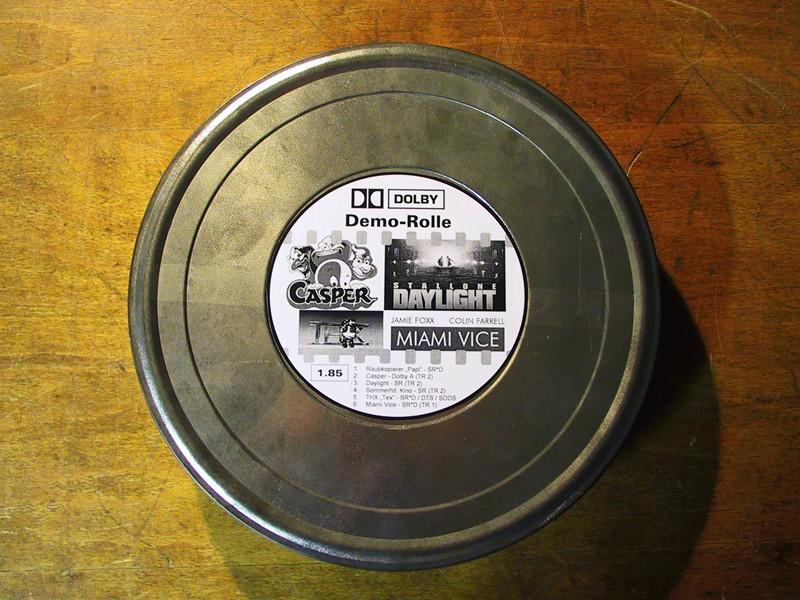 DOLBY
Demo-Rolle
CASPER
STALLONE
DAYLIGHT
THX
JAMIE FOXX COLIN FARRELL
MIAMI VICE
1.85
1. Raubkopierer „Papi" - SR*D
2. Casper - Dolby A (TR 2)
3. Daylight - SR (TR 2)
4. Sommerhit. Kino - SR (TR 2)
5. THX „Tex" - SR*D / DTS / SDDS
6. Miami Vice - SR*D (TR 1)